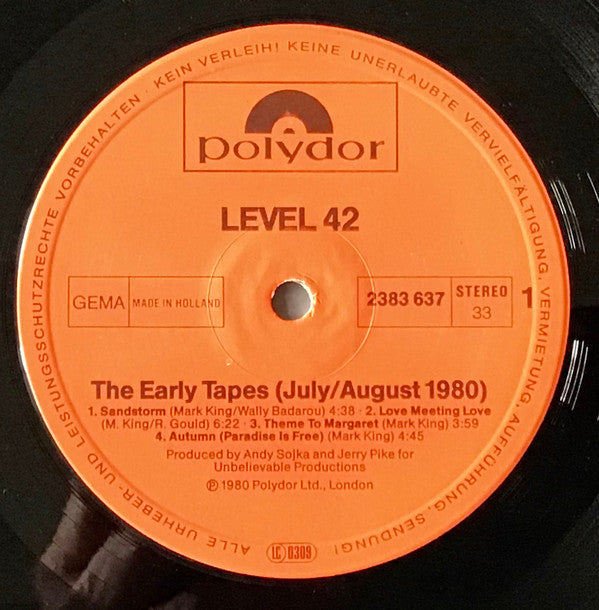 ALLE URHEBER- UND LEISTUNGSSCHUTZRECHTE VORBEHALTEN · KEIN VERLEIH! KEINE UNERLAUBTE VERVIELFÄLTIGUNG, VERMIETUNG, AUFFÜHRUNG, SENDUNG!
polydor
LEVEL 42
GEMA MADE IN HOLLAND
2383 637 STEREO 33 1
The Early Tapes (July/August 1980)
1. Sandstorm (Mark King/Wally Badarou) 4:38 · 2. Love Meeting Love
(M. King/R. Gould) 6:22 · 3. Theme To Margaret (Mark King) 3:59
4. Autumn (Paradise Is Free) (Mark King) 4:45
Produced by Andy Sojka and Jerry Pike for
Unbelievable Productions
℗ 1980 Polydor Ltd., London
LC 0309